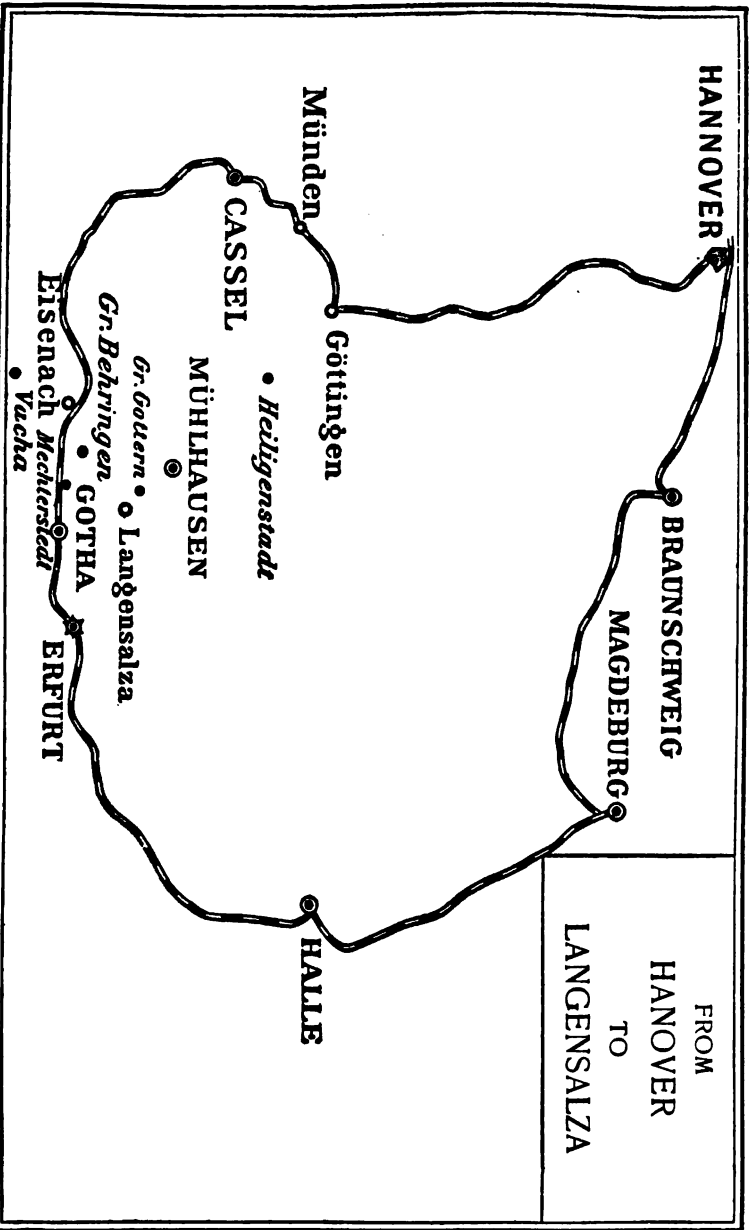 FROM
HANOVER
TO
LANGENSALZA
HANNOVER
BRAUNSCHWEIG
MAGDEBURG
Göttingen
Münden
HALLE
Heiligenstadt
CASSEL
MÜHLHAUSEN
Gr. Gottern
Langensalza
Gr. Behringen
GOTHA
Eisenach
Mechterstedt
ERFURT
Vacha